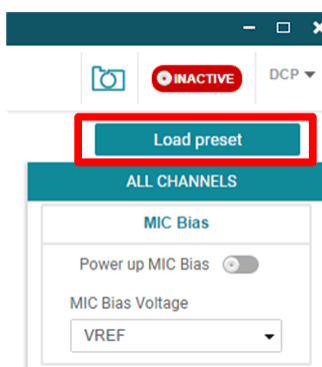 INACTIVE
DCP
Load preset
ALL CHANNELS
MIC Bias
Power up MIC Bias
MIC Bias Voltage
VREF